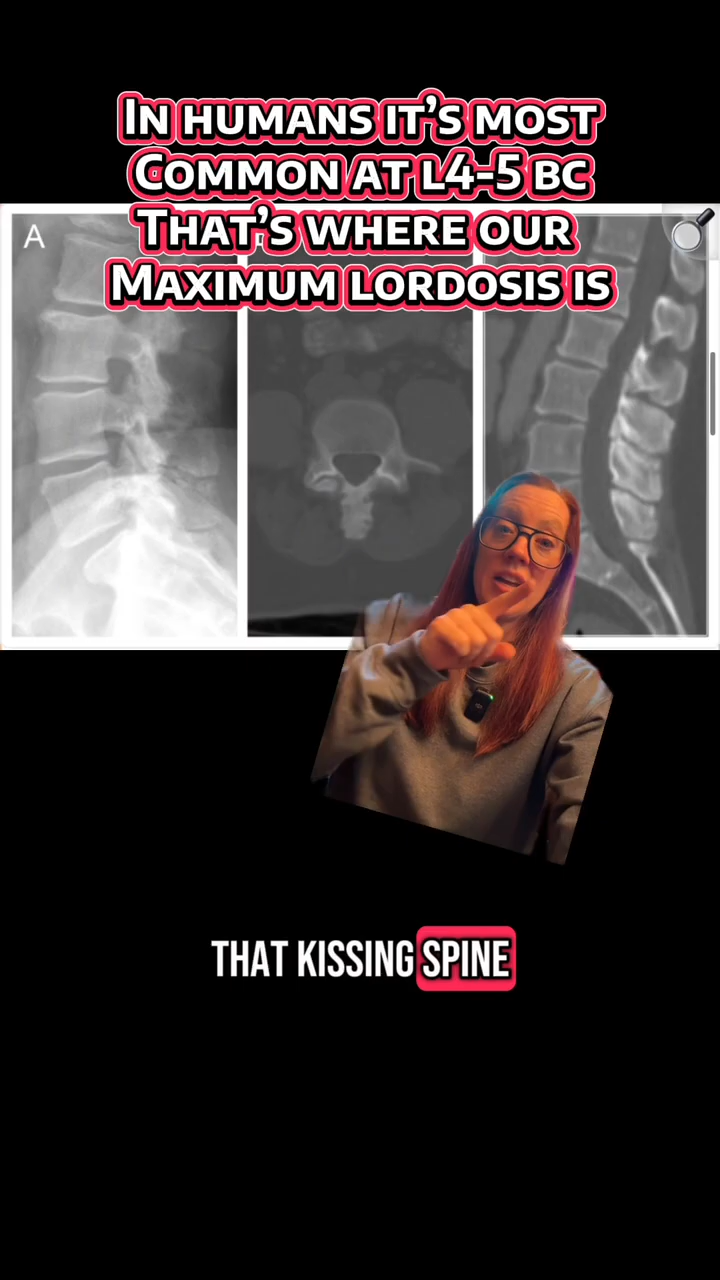 In humans it's most
Common at L4-5 bc
That's where our
Maximum lordosis is
A
THAT KISSING SPINE